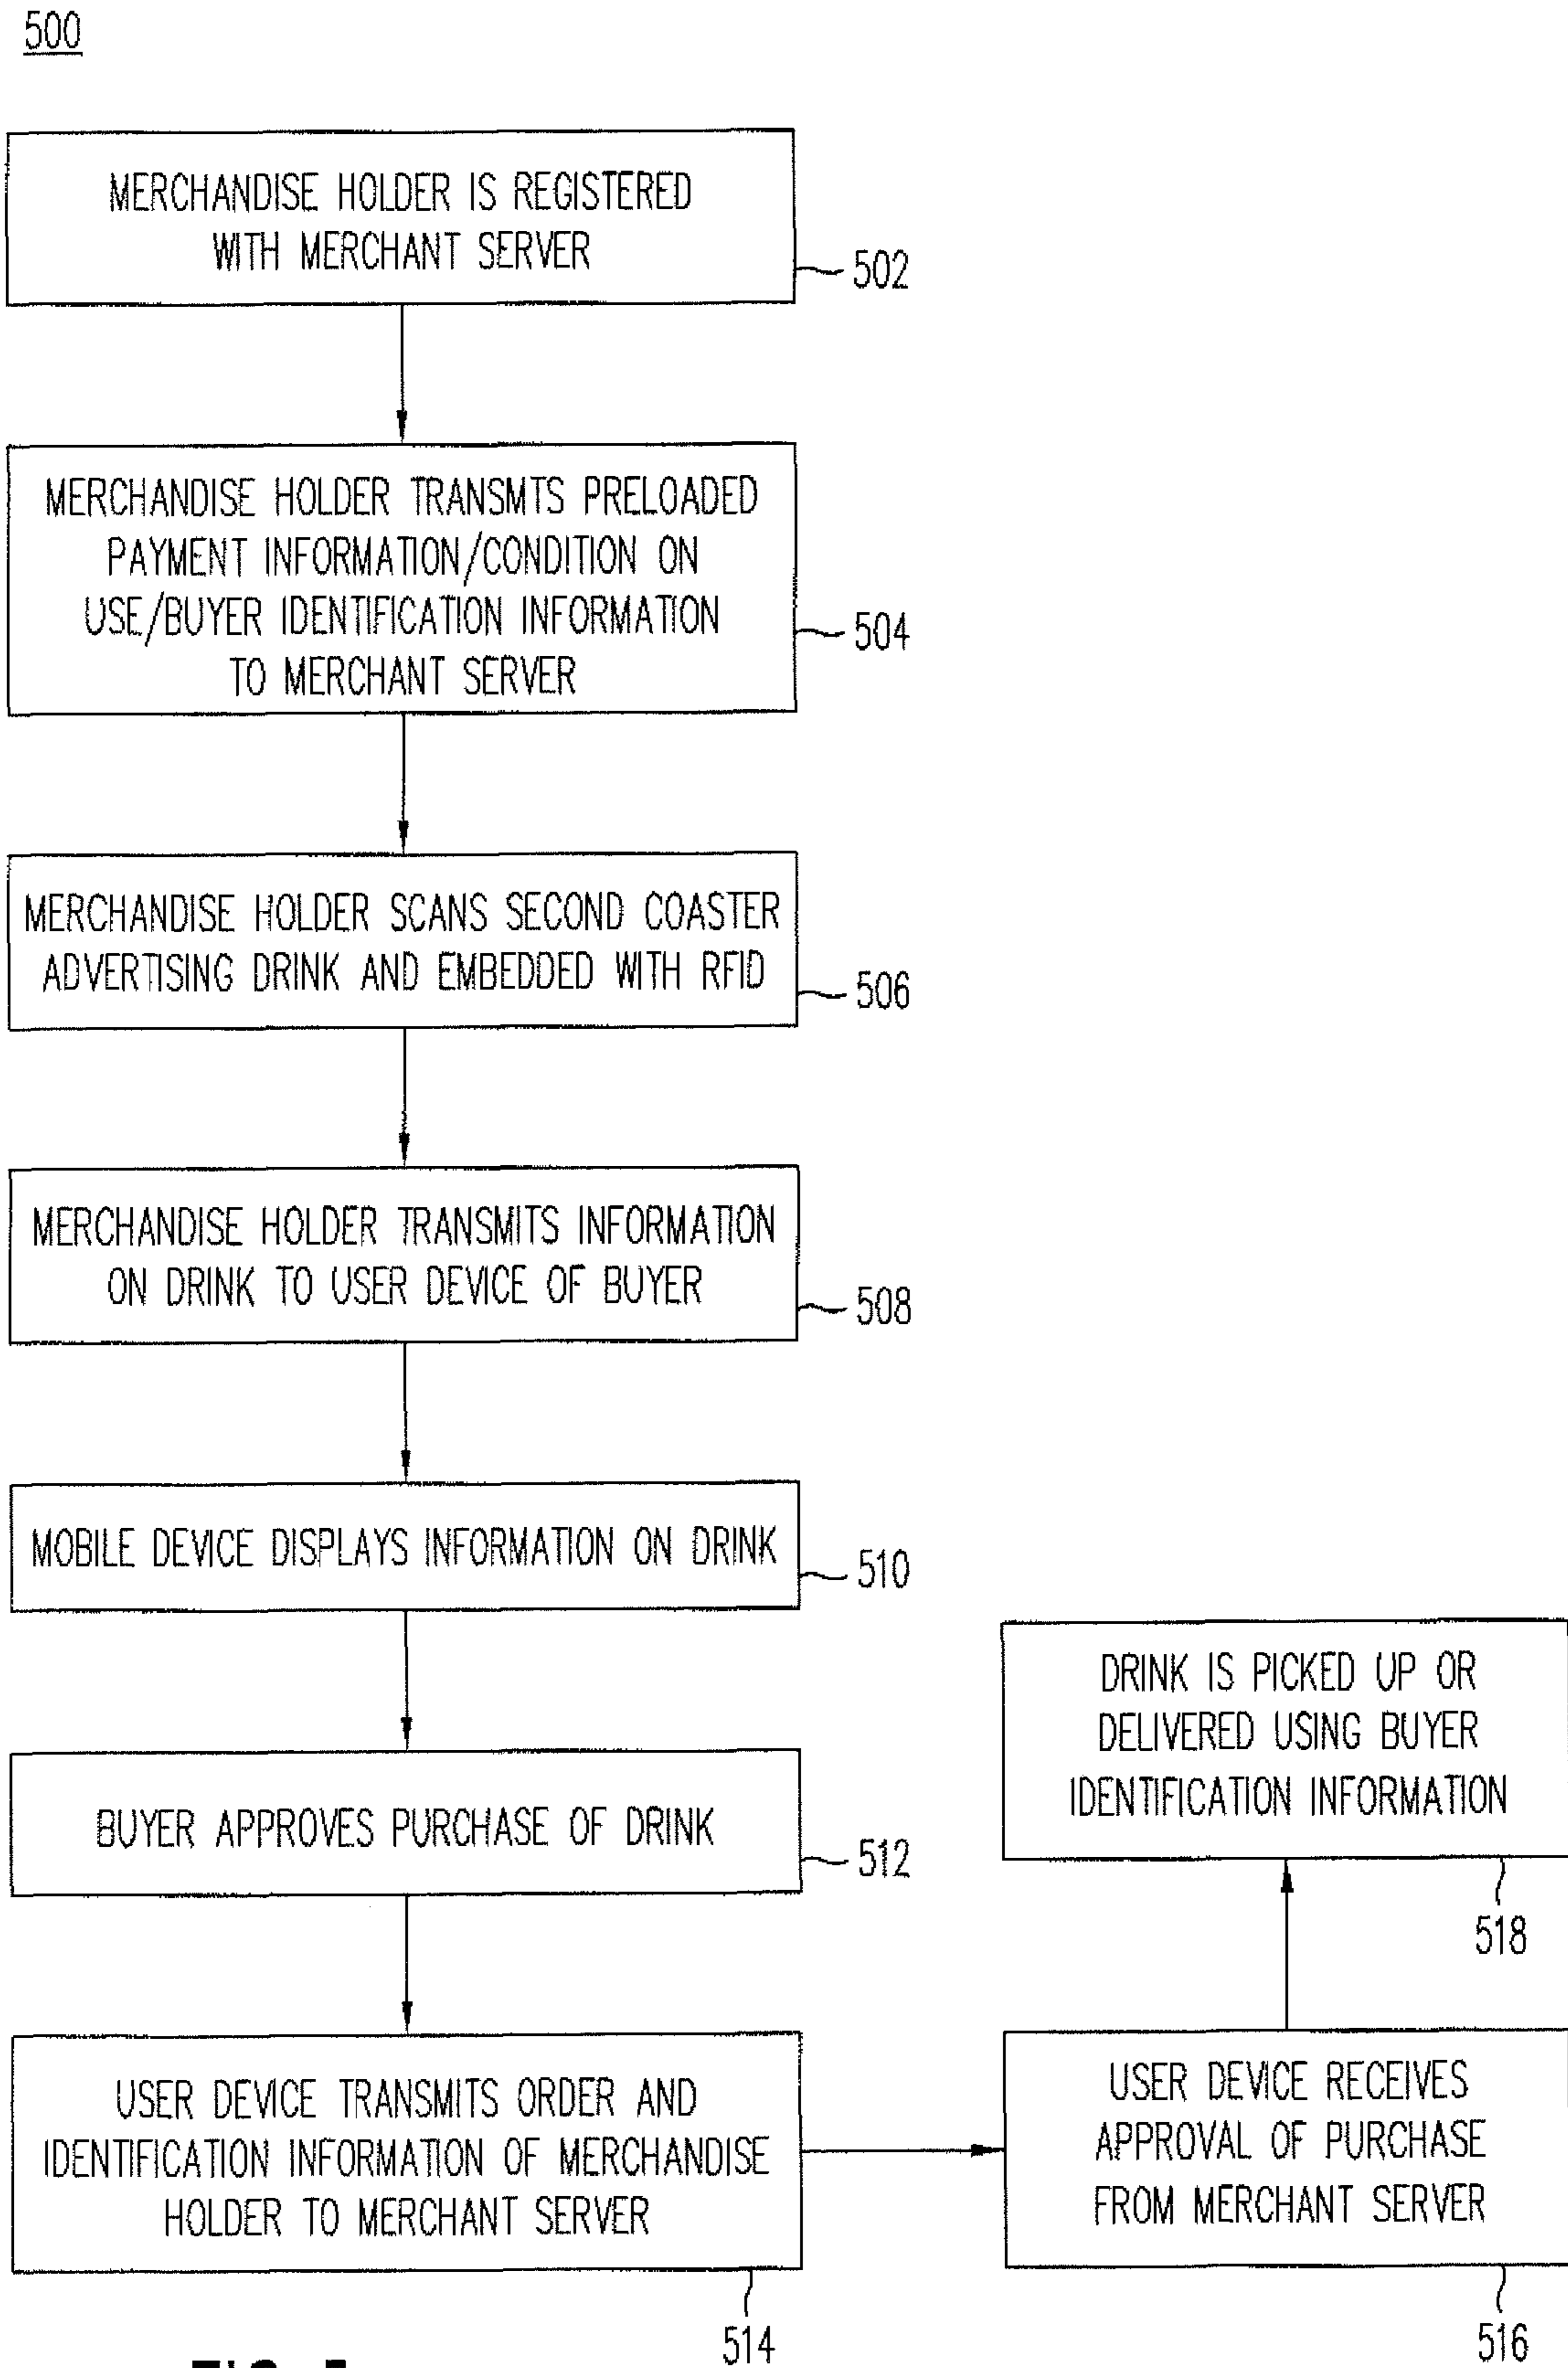 500
MERCHANDISE HOLDER IS REGISTERED
WITH MERCHANT SERVER
502
MERCHANDISE HOLDER TRANSMTS PRELOADED
PAYMENT INFORMATION/CONDITION ON
USE/BUYER IDENTIFICATION INFORMATION
TO MERCHANT SERVER
504
MERCHANDISE HOLDER SCANS SECOND COASTER
ADVERTISING DRINK AND EMBEDDED WITH RFID
506
MERCHANDISE HOLDER TRANSMITS INFORMATION
ON DRINK TO USER DEVICE OF BUYER
508
MOBILE DEVICE DISPLAYS INFORMATION ON DRINK
510
BUYER APPROVES PURCHASE OF DRINK
512
USER DEVICE TRANSMITS ORDER AND
IDENTIFICATION INFORMATION OF MERCHANDISE
HOLDER TO MERCHANT SERVER
514
USER DEVICE RECEIVES
APPROVAL OF PURCHASE
FROM MERCHANT SERVER
516
DRINK IS PICKED UP OR
DELIVERED USING BUYER
IDENTIFICATION INFORMATION
518